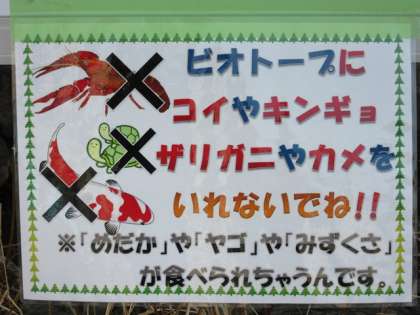 ビオトープに
コイやキンギョ
ザリガニやカメを
いれないでね!!
※「めだか」や「ヤゴ」や「みずくさ」
が食べられちゃうんです。